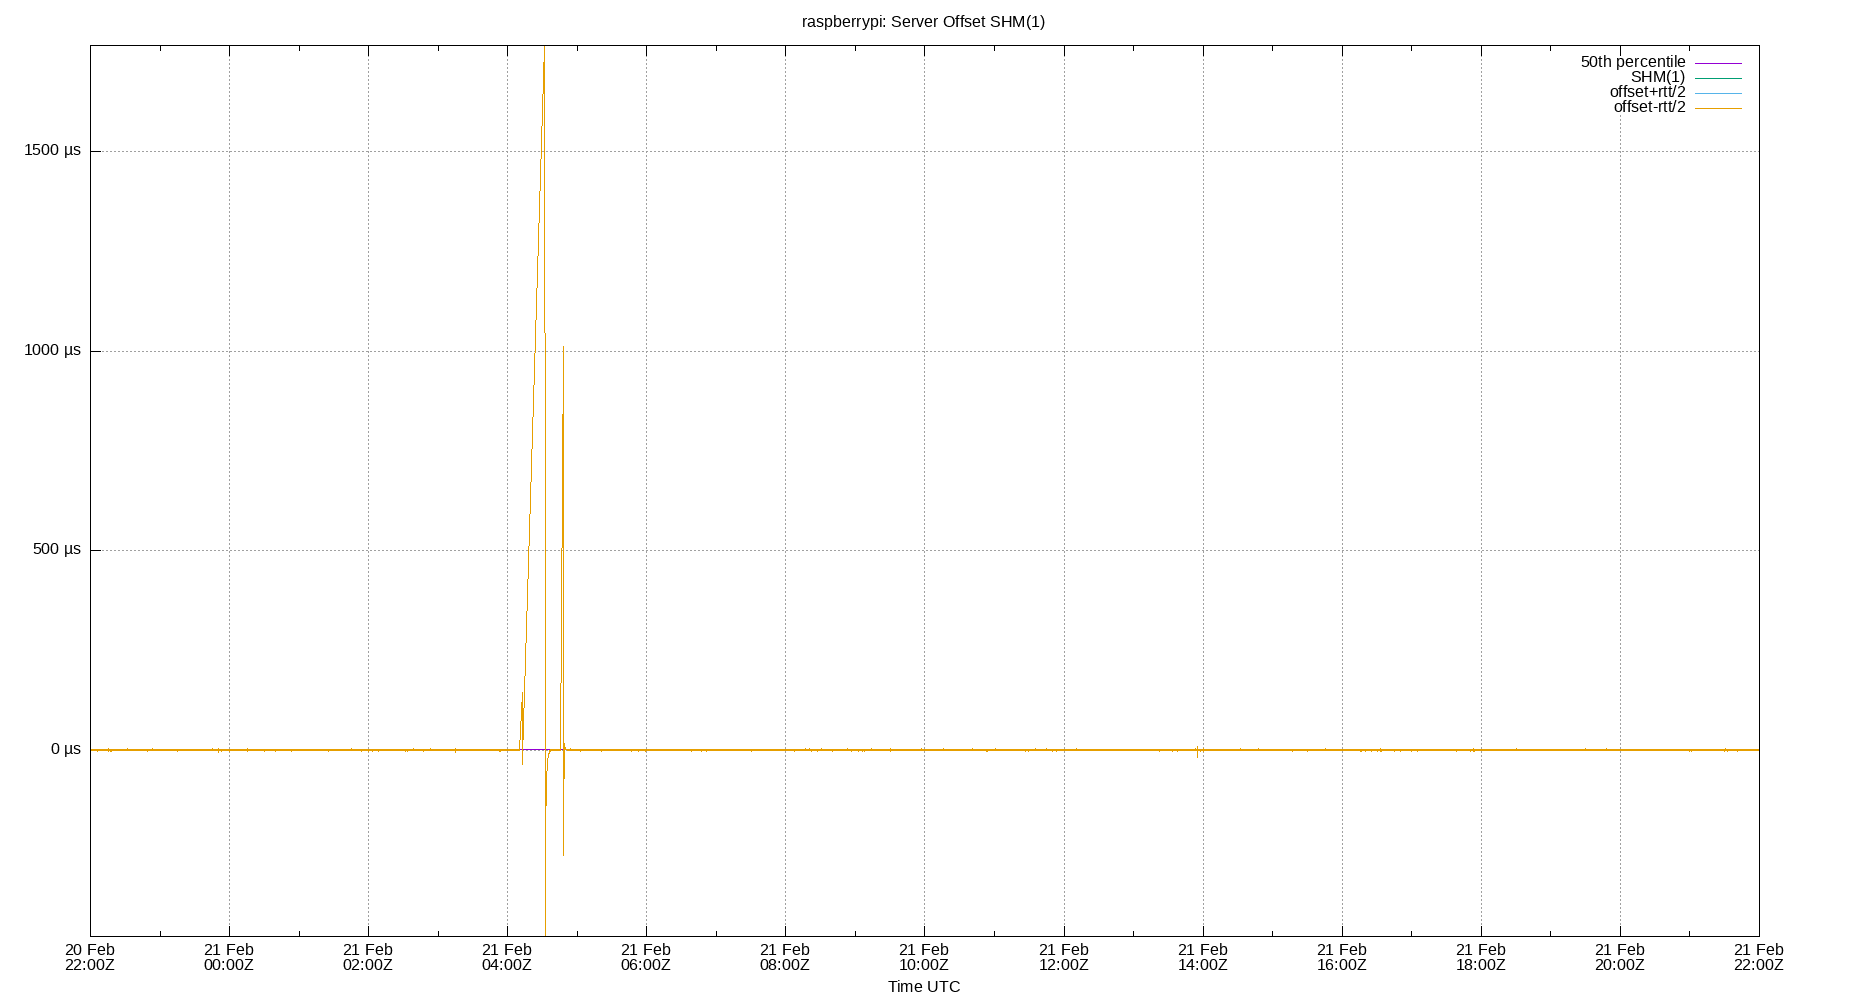 raspberrypi: Server Offset SHM(1)
50th percentile
SHM(1)
offset+rtt/2
offset-rtt/2
1500 µs
1000 µs
500 µs
0 µs
20 Feb 21 Feb 21 Feb 21 Feb 21 Feb 21 Feb 21 Feb 21 Feb 21 Feb 21 Feb 21 Feb 21 Feb 21 Feb
22:00Z 00:00Z 02:00Z 04:00Z 06:00Z 08:00Z 10:00Z 12:00Z 14:00Z 16:00Z 18:00Z 20:00Z 22:00Z
Time UTC